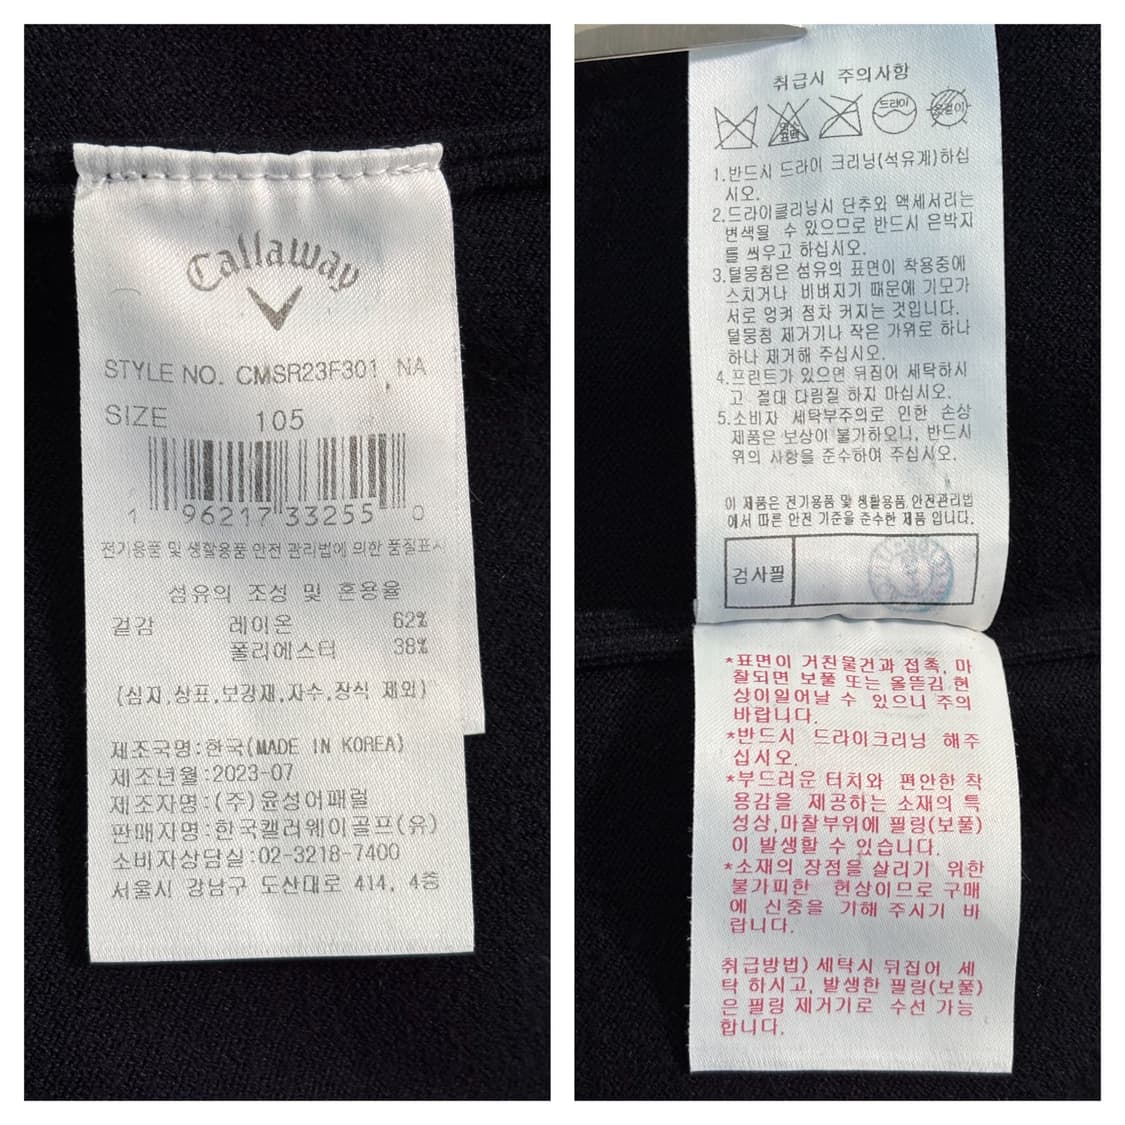 Callaway
STYLE NO. CMSR23F301, NA
SIZE 105
1 96217 33255 0
전기용품 및 생활용품 안전 관리법에 의한 품질표시
섬유의 조성 및 혼용율
겉감 레이온 62%
폴리에스터 38%
(심지,상표,보강재,자수,장식 제외)
제조국명:한국(MADE IN KOREA)
제조년월:2023-07
제조자명:(주)윤성어패럴
판매자명:한국캘러웨이골프(유)
소비자상담실:02-3218-7400
서울시 강남구 도산대로 414, 4층
취급시 주의사항
드라이
1.반드시 드라이 크리닝(석유계)하십
시오.
2.드라이클리닝시 단추와 액세서리는
변색될 수 있으므로 반드시 은박지
를 씌우고 하십시오.
3.털뭉침은 섬유의 표면이 착용중에
스치거나 비벼지기 때문에 기모가
서로 엉켜 점차 커지는 것입니다.
털뭉침 제거기나 작은 가위로 하나
하나 제거해 주십시오.
4.프린트가 있으면 뒤집어 세탁하시
고 절대 다림질 하지 마십시오.
5.소비자 세탁부주의로 인한 손상
제품은 보상이 불가하오니, 반드시
위의 사항을 준수하여 주십시오.
이 제품은 전기용품 및 생활용품 안전관리법
에서 따른 안전 기준을 준수한 제품 입니다.
검사필
*표면이 거친물건과 접촉, 마
찰되면 보풀 또는 올뜯김 현
상이일어날 수 있으니 주의
바랍니다.
*반드시 드라이크리닝 해주
십시오.
*부드러운 터치와 편안한 착
용감을 제공하는 소재의 특
성상,마찰부위에 필링(보풀)
이 발생할 수 있습니다.
*소재의 장점을 살리기 위한
불가피한 현상이므로 구매
에 신중을 기해 주시기 바
랍니다.
취급방법) 세탁시 뒤집어 세
탁 하시고, 발생한 필링(보풀)
은 필링 제거기로 수선 가능
합니다.